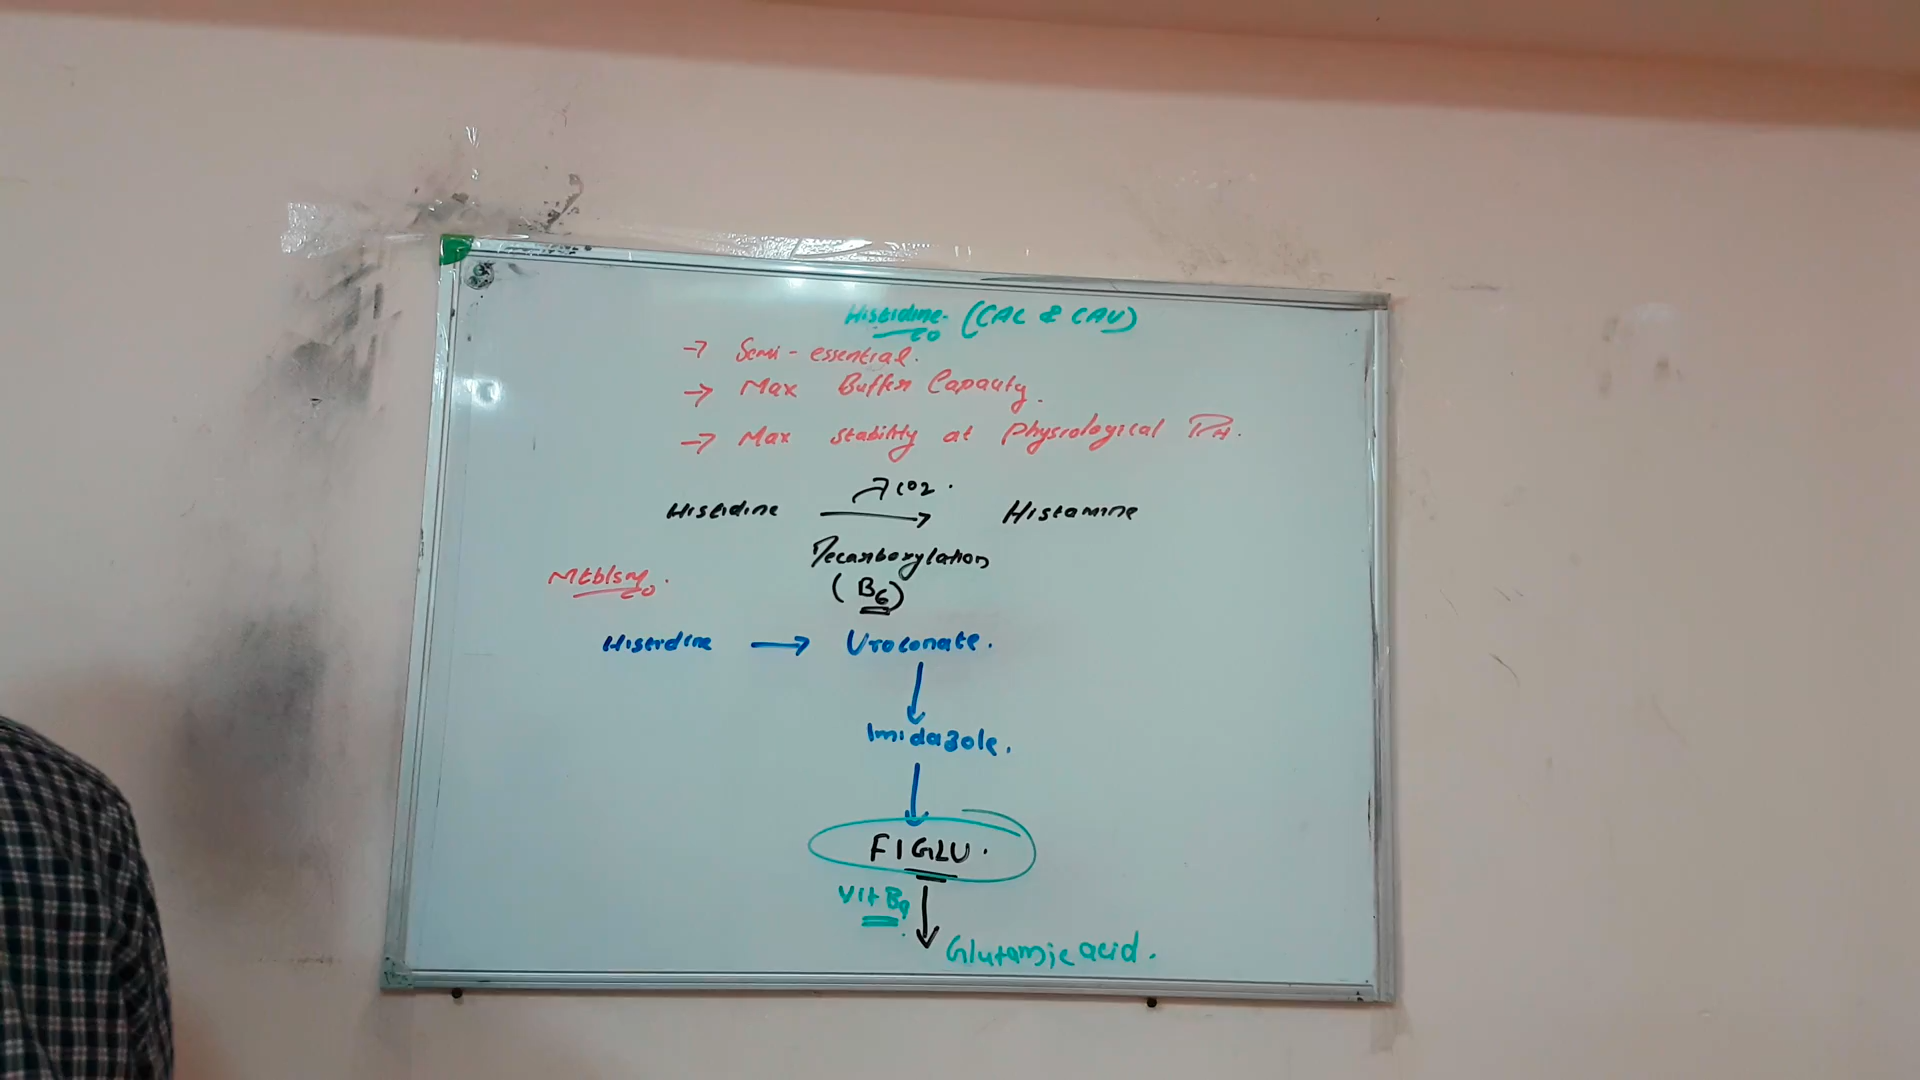 Histidine (CAC & CAU)
→ Semi-essential.
→ Max Buffer Capacity.
→ Max stability at Physiological PH.
CO2.
Histidine → Histamine
Decarboxylation
(B6)
Mtblsm.
Histidine → Uroconate.
Imidazole.
FIGLU.
Vit B9
Glutamic acid.